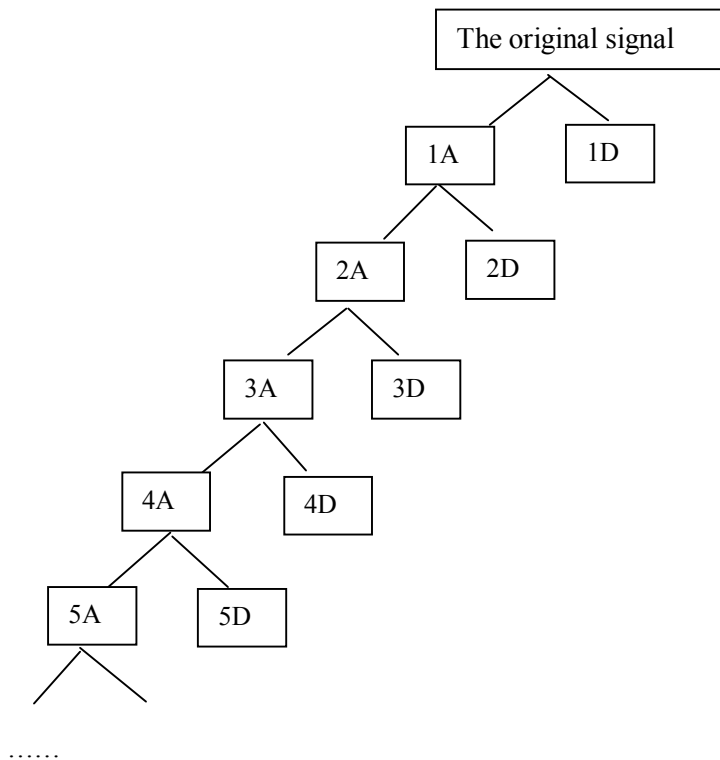 The original signal
1A
1D
2A
2D
3A
3D
4A
4D
5A
5D
......